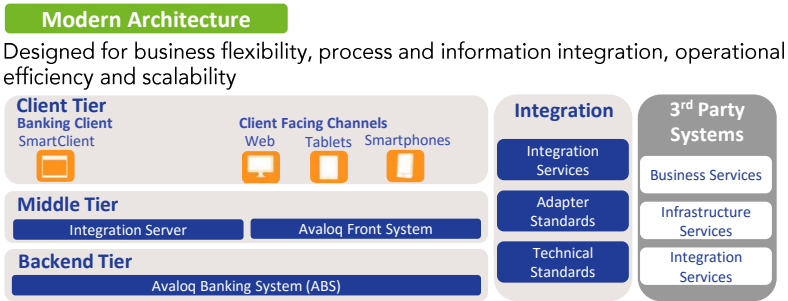 Modern Architecture
Designed for business flexibility, process and information integration, operational
efficiency and scalability
Client Tier
Banking Client
SmartClient
Client Facing Channels
Web
Tablets
Smartphones
Middle Tier
Integration Server
Avaloq Front System
Backend Tier
Avaloq Banking System (ABS)
Integration
Integration
Services
Adapter
Standards
Technical
Standards
3rd Party
Systems
Business Services
Infrastructure
Services
Integration
Services